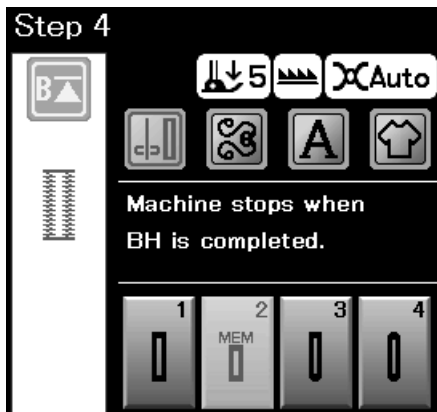 Step 4
B
5
Auto
A
Machine stops when
BH is completed.
1
2
3
4
MEM